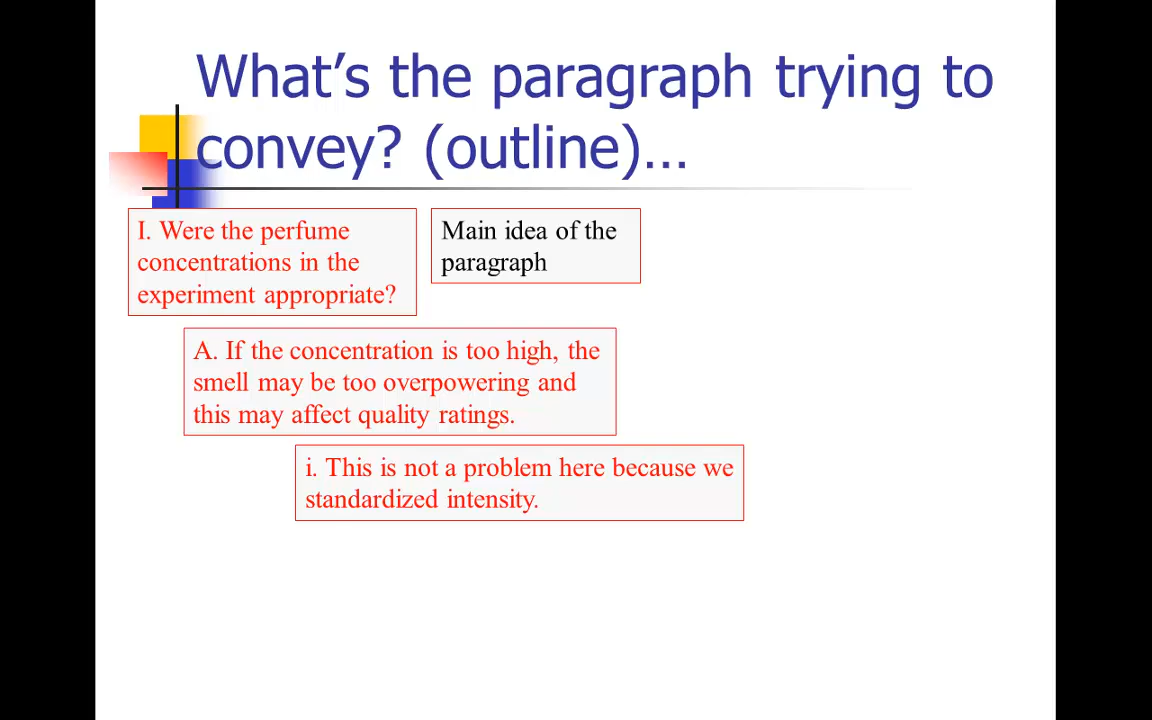 What’s the paragraph trying to
convey? (outline)…
I. Were the perfume
concentrations in the
experiment appropriate?
Main idea of the
paragraph
A. If the concentration is too high, the
smell may be too overpowering and
this may affect quality ratings.
i. This is not a problem here because we
standardized intensity.